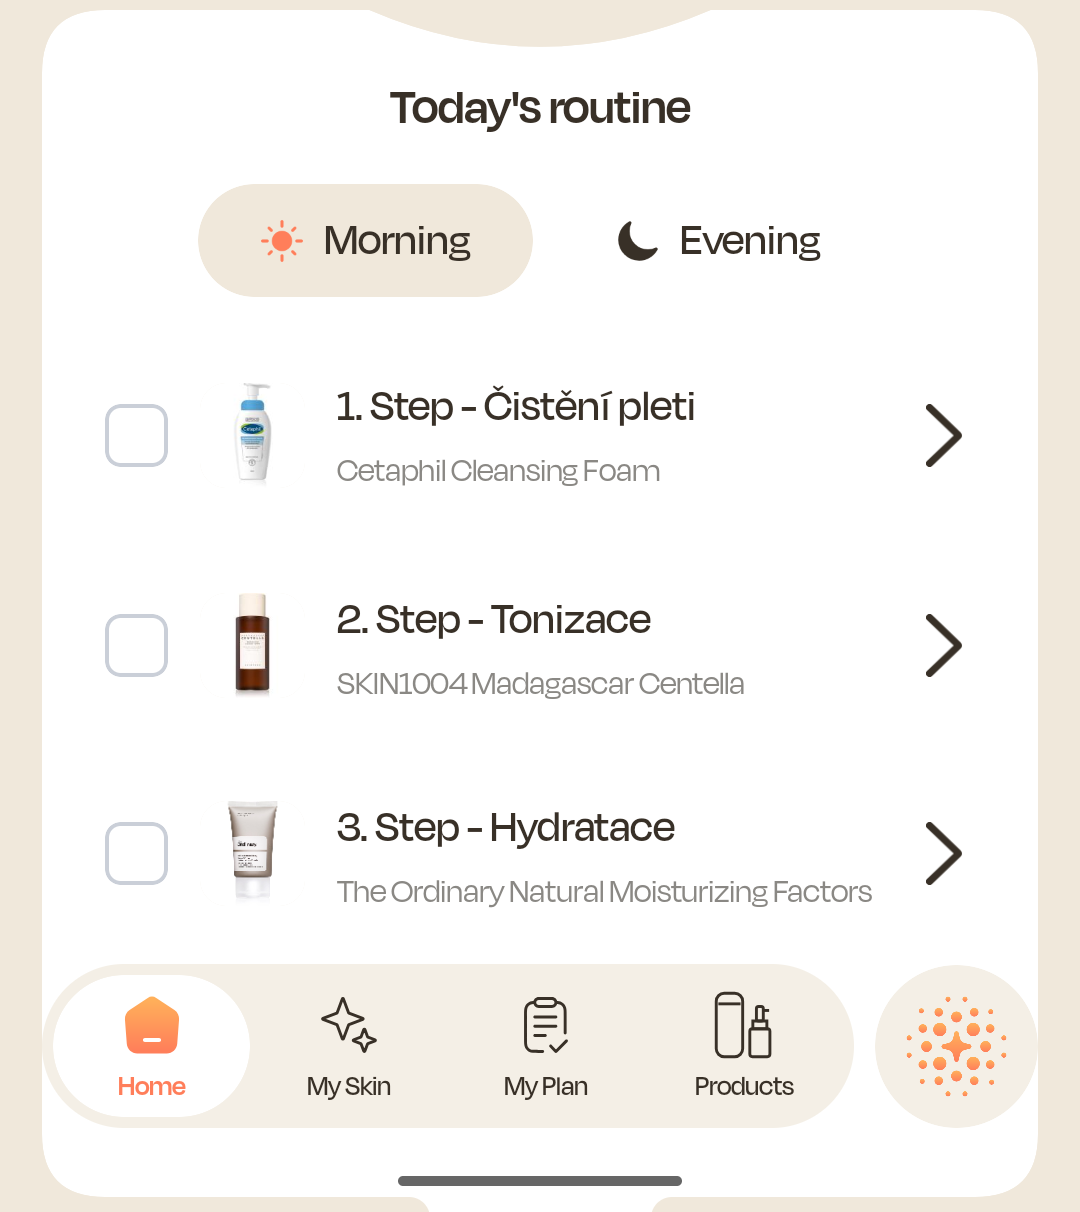 Today's routine
Morning
Evening
1. Step - Čistění pleti
Cetaphil
Cetaphil Cleansing Foam
2. Step - Tonizace
SKIN1004 Madagascar Centella
3. Step - Hydratace
The Ordinary Natural Moisturizing Factors
Home
My Skin
My Plan
Products